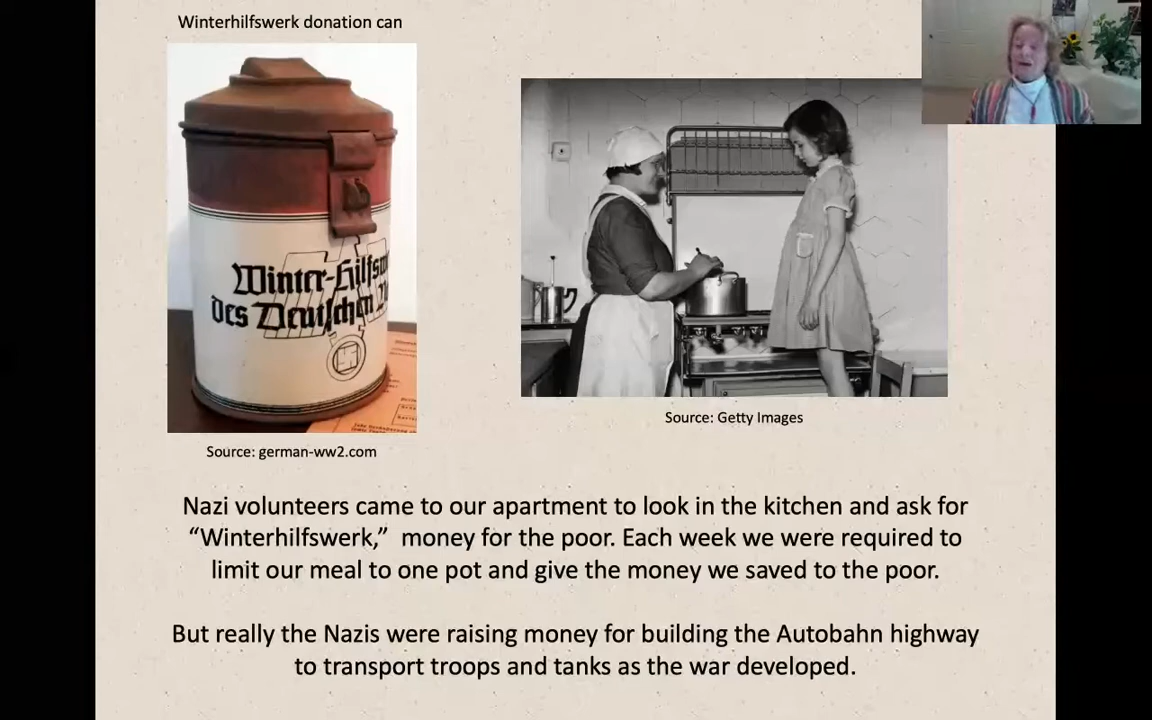 Winterhilfswerk donation can
Winter-Hilfsw
des Deutschen
Source: german-ww2.com
Source: Getty Images
Nazi volunteers came to our apartment to look in the kitchen and ask for
“Winterhilfswerk,” money for the poor. Each week we were required to
limit our meal to one pot and give the money we saved to the poor.
But really the Nazis were raising money for building the Autobahn highway
to transport troops and tanks as the war developed.